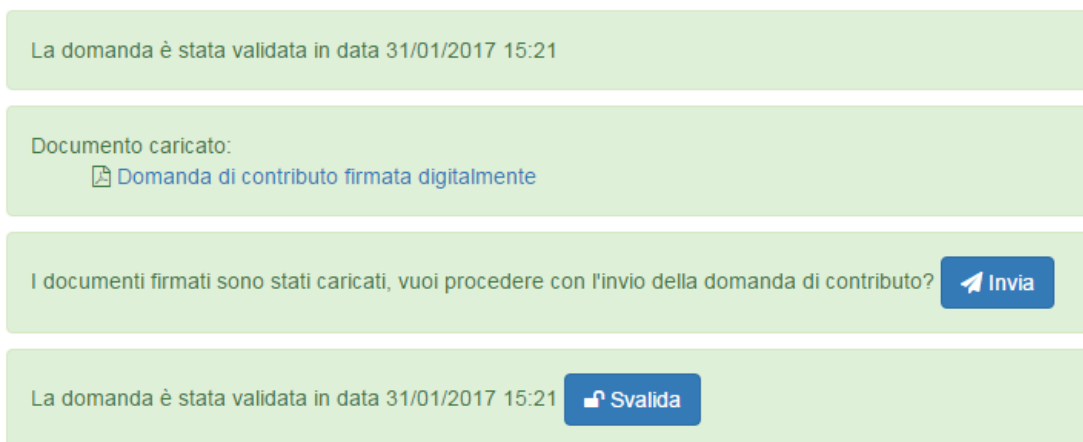 La domanda è stata validata in data 31/01/2017 15:21
Documento caricato:
Domanda di contributo firmata digitalmente
I documenti firmati sono stati caricati, vuoi procedere con l'invio della domanda di contributo? Invia
La domanda è stata validata in data 31/01/2017 15:21 Svalida